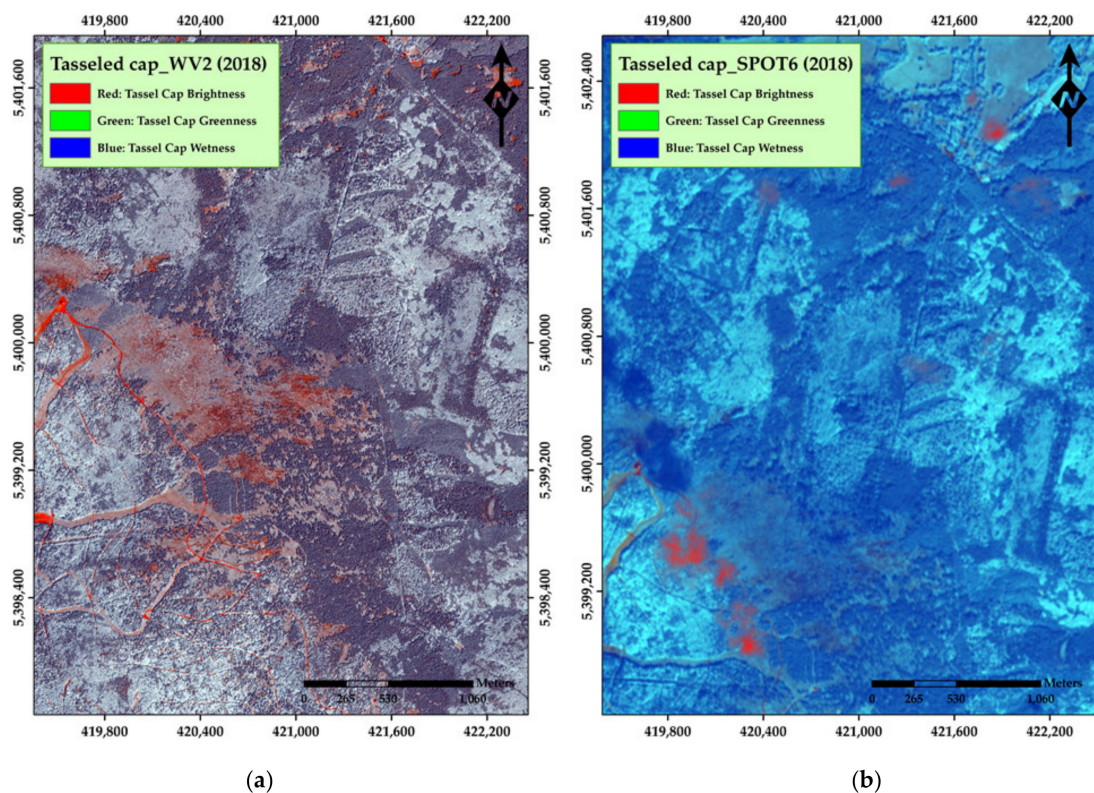 419,800 420,400 421,000 421,600 422,200
419,800 420,400 421,000 421,600 422,200
Tasseled cap_WV2 (2018)
Red: Tassel Cap Brightness
Green: Tassel Cap Greenness
Blue: Tassel Cap Wetness
N
Tasseled cap_SPOT6 (2018)
Red: Tassel Cap Brightness
Green: Tassel Cap Greenness
Blue: Tassel Cap Wetness
N
5,401,600
5,400,800
5,400,000
5,399,200
5,398,400
5,401,600
5,400,800
5,400,000
5,399,200
5,398,400
5,402,400
5,401,600
5,400,800
5,400,000
5,399,200
Meters
0 265 530 1,060
Meters
0 265 530 1,060
419,800 420,400 421,000 421,600 422,200
419,800 420,400 421,000 421,600 422,200
(a)
(b)